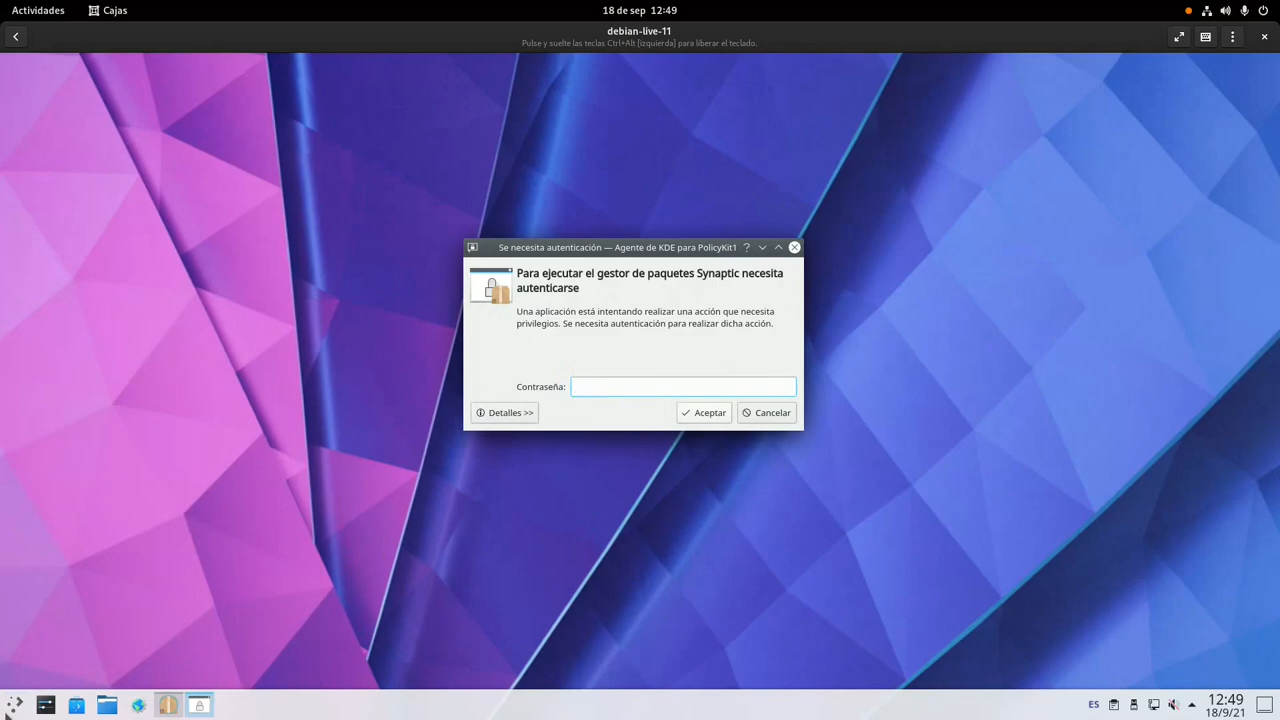 Actividades
Cajas
18 de sep 12:49
debian-live-11
Pulse y suelte las teclas Ctrl+Alt [izquierda] para liberar el teclado.
Se necesita autenticación — Agente de KDE para PolicyKit1
Para ejecutar el gestor de paquetes Synaptic necesita
autenticarse
Una aplicación está intentando realizar una acción que necesita
privilegios. Se necesita autenticación para realizar dicha acción.
Contraseña:
Detalles >>
Aceptar
Cancelar
ES
12:49
18/9/21